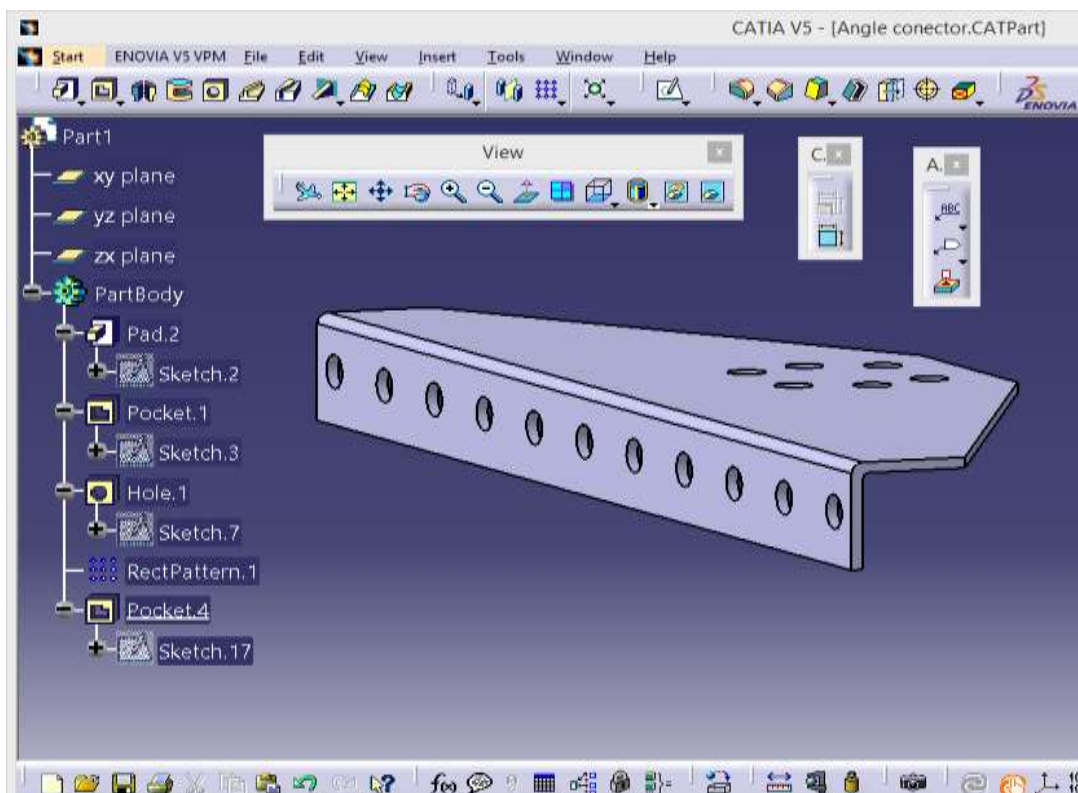 CATIA V5 - [Angle conector.CATPart]
Start ENOVIA V5 VPM File Edit View Insert Tools Window Help
ENOVIA
Part1
View
C.
A.
xy plane
ABC
yz plane
zx plane
PartBody
Pad.2
Sketch.2
Pocket.1
Sketch.3
Hole.1
Sketch.7
RectPattern.1
Pocket.4
Sketch.17
f(x)